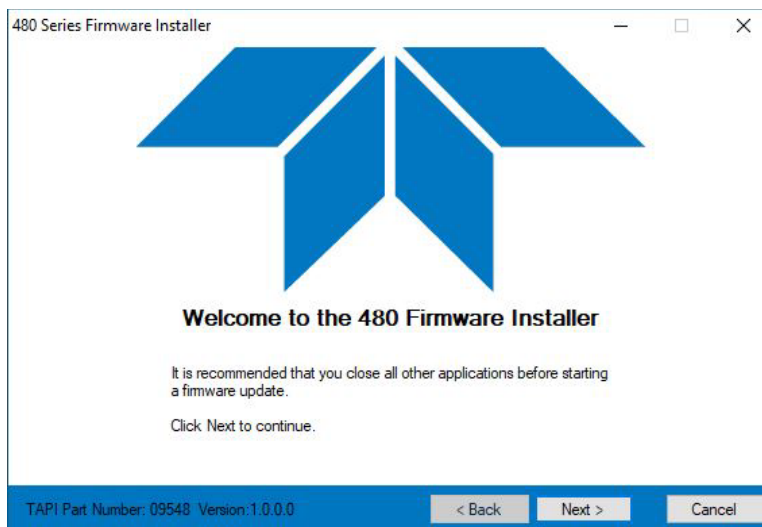 480 Series Firmware Installer
Welcome to the 480 Firmware Installer
It is recommended that you close all other applications before starting
a firmware update.
Click Next to continue.
TAPI Part Number: 09548 Version:1.0.0.0
< Back
Next >
Cancel